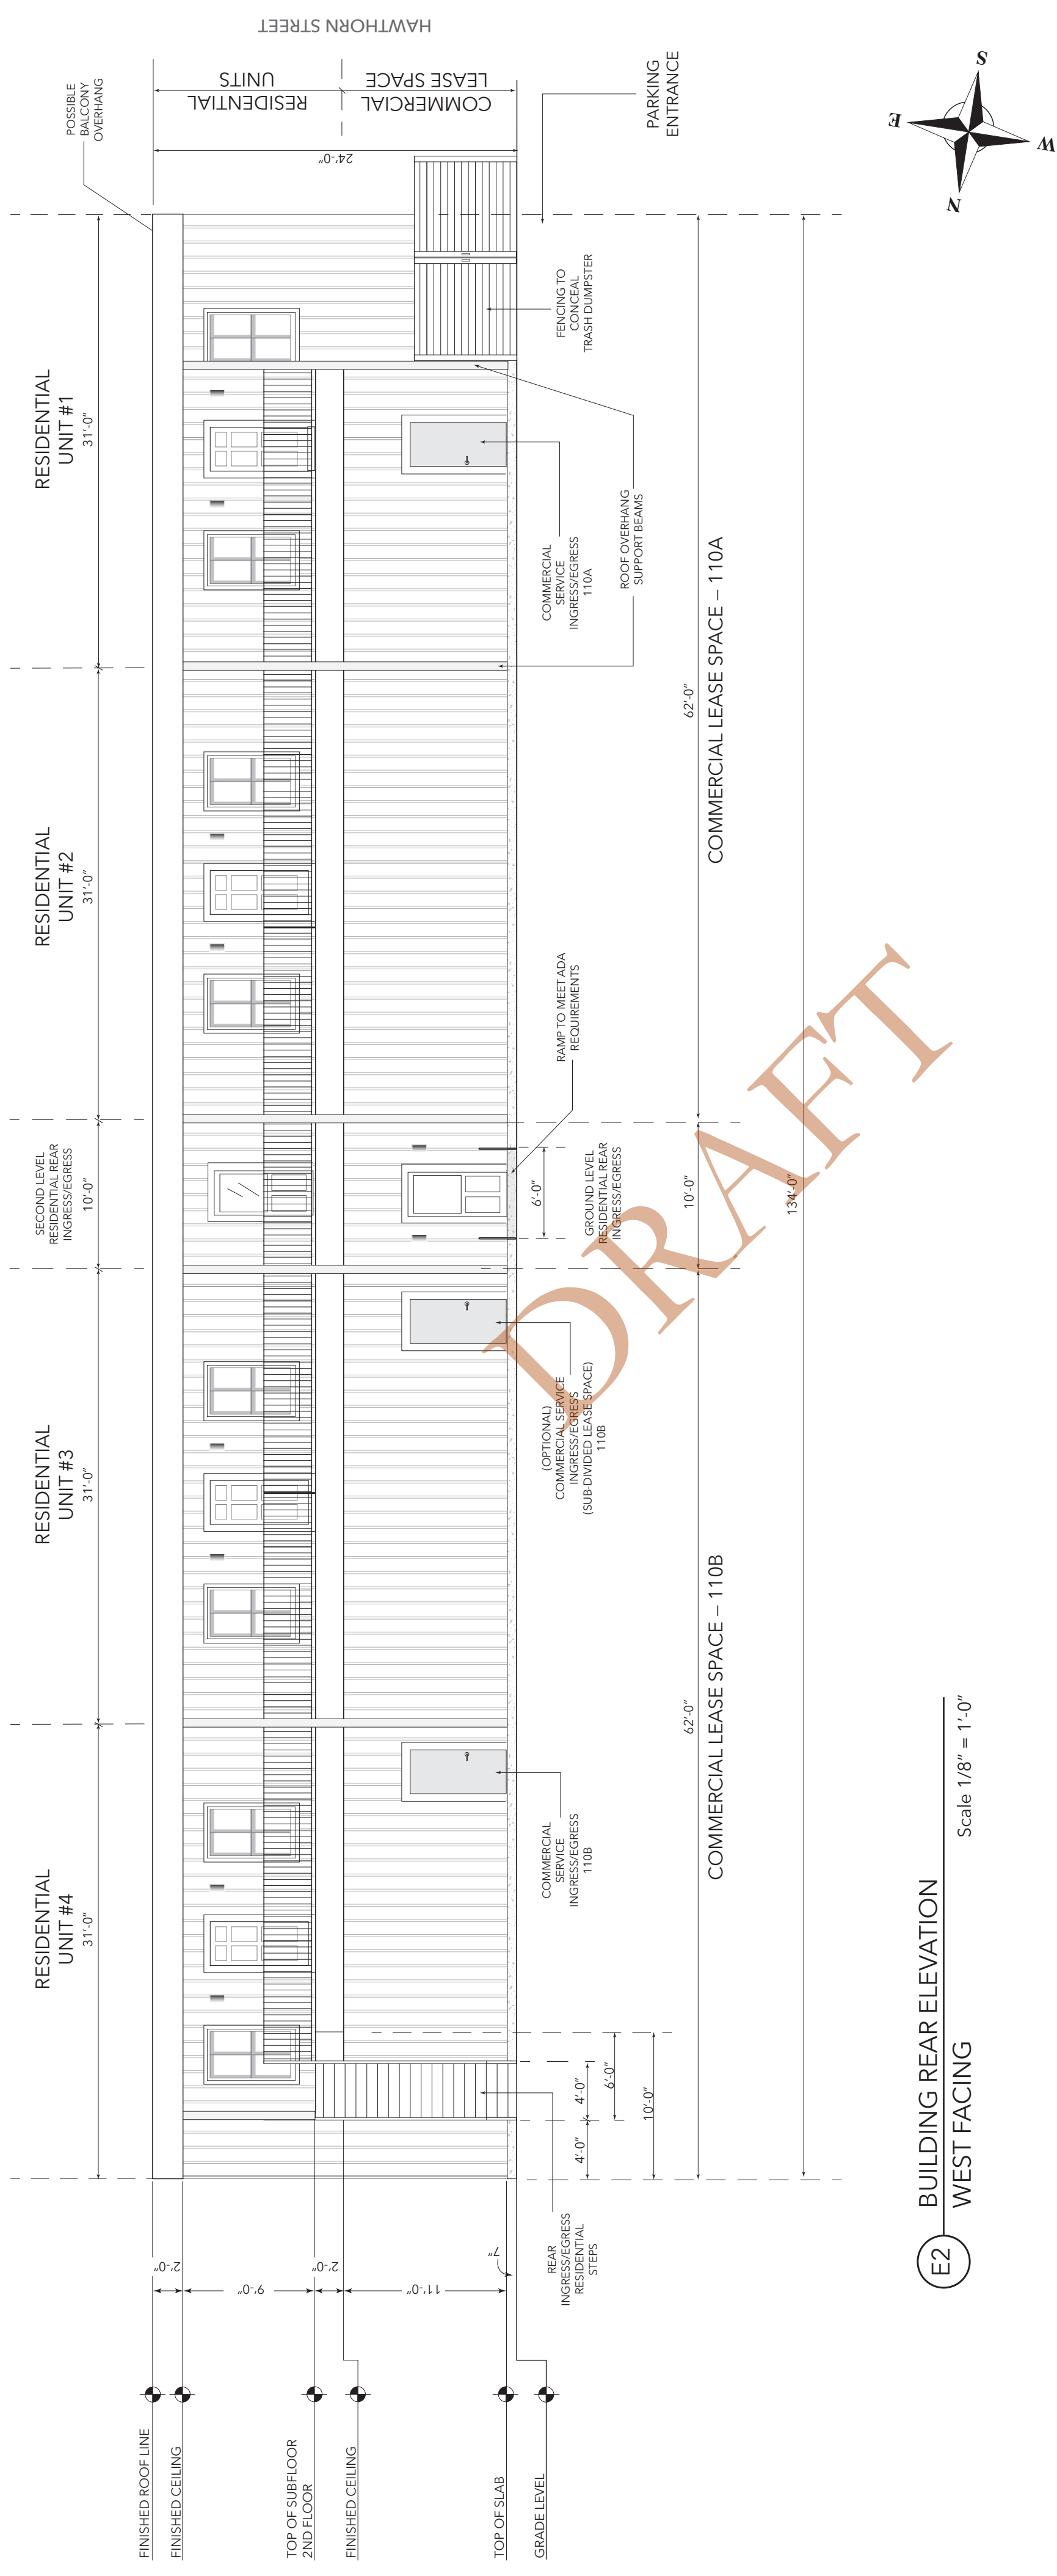 HAWTHORN STREET
RESIDENTIAL
UNITS
COMMERCIAL
LEASE SPACE
24'-0"
POSSIBLE
BALCONY
OVERHANG
PARKING
ENTRANCE
N
E
S
W
RESIDENTIAL
UNIT #4
31'-0"
RESIDENTIAL
UNIT #3
31'-0"
SECOND LEVEL
RESIDENTIAL REAR
INGRESS/EGRESS
10'-0"
RESIDENTIAL
UNIT #2
31'-0"
RESIDENTIAL
UNIT #1
31'-0"
FINISHED ROOF LINE
FINISHED CEILING
TOP OF SUBFLOOR
2ND FLOOR
FINISHED CEILING
TOP OF SLAB
GRADE LEVEL
2'-0"
9'-0"
2'-0"
11'-0"
7"
REAR
INGRESS/EGRESS
RESIDENTIAL
STEPS
4'-0"
4'-0"
6'-0"
10'-0"
COMMERCIAL
SERVICE
INGRESS/EGRESS
110B
(OPTIONAL)
COMMERCIAL SERVICE
INGRESS/EGRESS
(SUB-DIVIDED LEASE SPACE)
110B
6'-0"
GROUND LEVEL
RESIDENTIAL REAR
INGRESS/EGRESS
RAMP TO MEET ADA
REQUIREMENTS
COMMERCIAL
SERVICE
INGRESS/EGRESS
110A
ROOF OVERHANG
SUPPORT BEAMS
FENCING TO
CONCEAL
TRASH DUMPSTER
62'-0"
COMMERCIAL LEASE SPACE – 110B
10'-0"
62'-0"
COMMERCIAL LEASE SPACE – 110A
134'-0"
DRAFT
E2
BUILDING REAR ELEVATION
WEST FACING
Scale 1/8" = 1'-0"